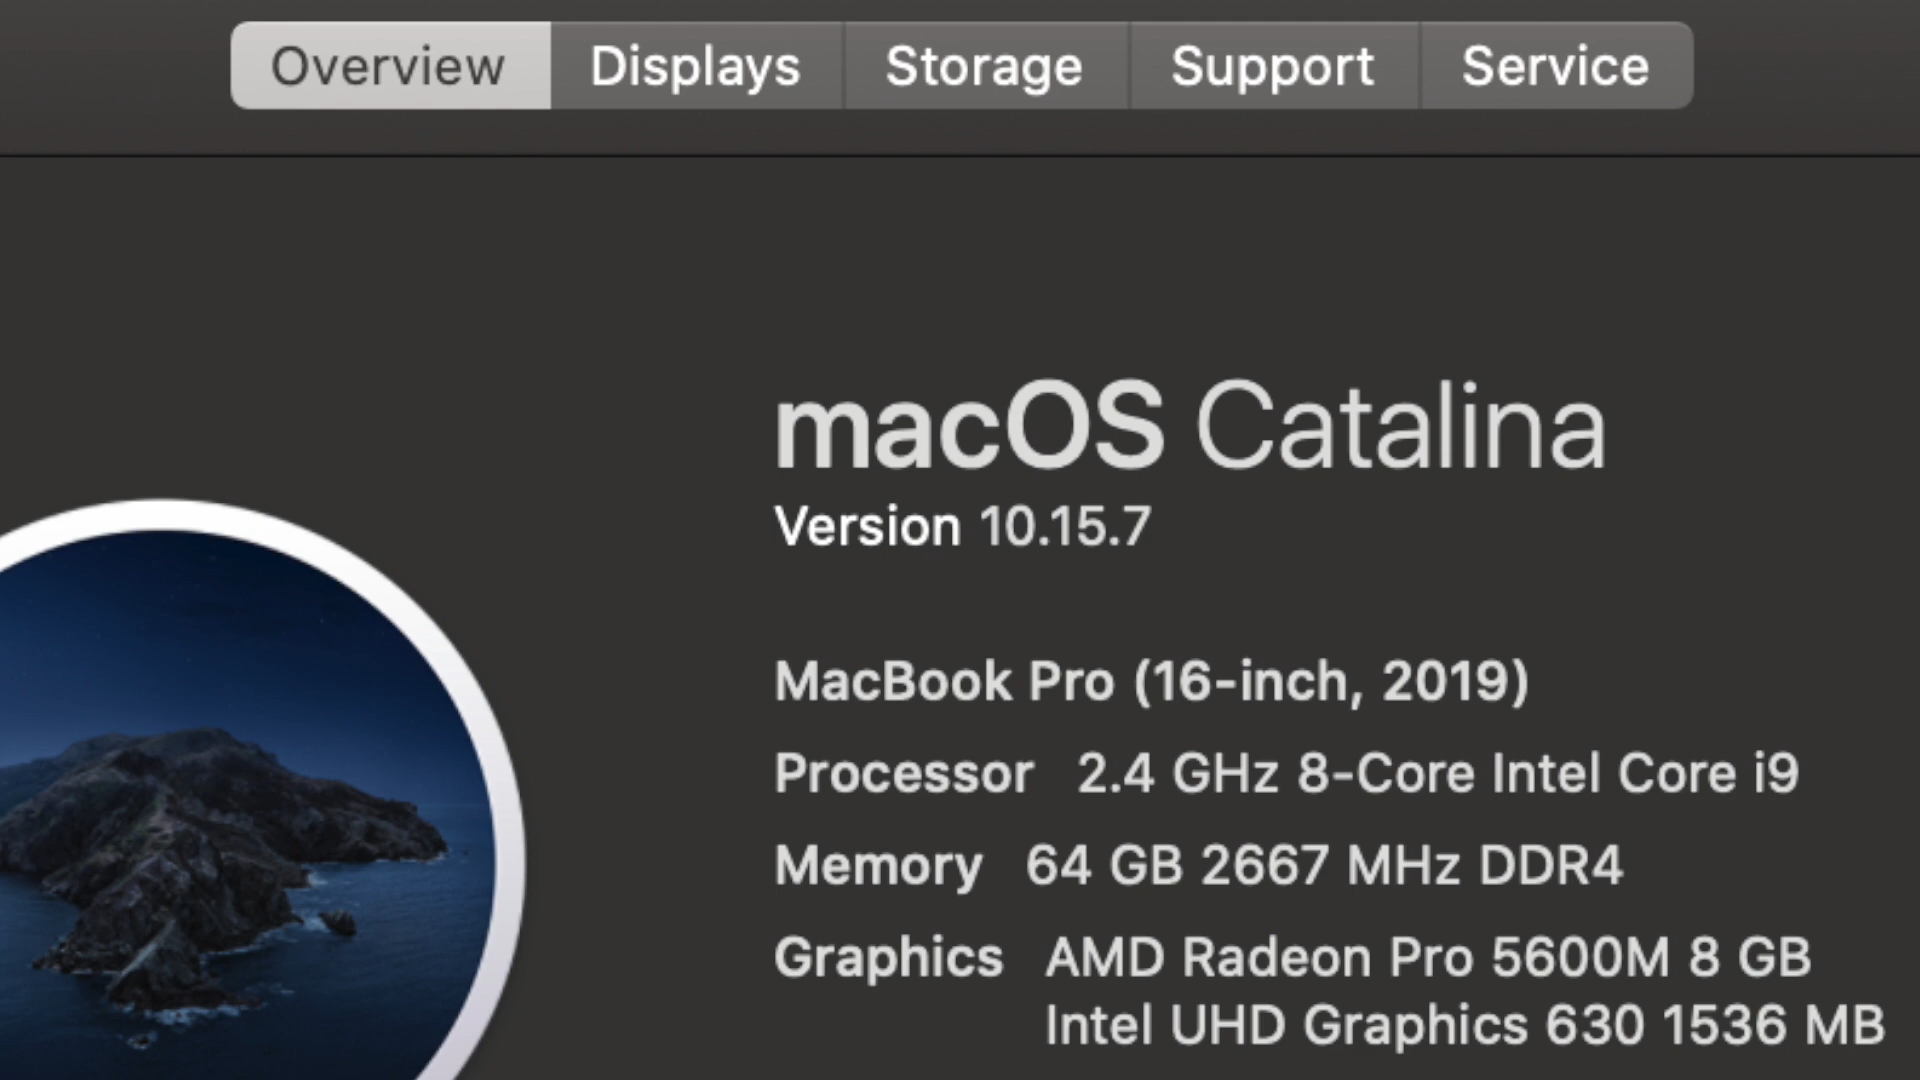 Overview Displays Storage Support Service
macOS Catalina
Version 10.15.7
MacBook Pro (16-inch, 2019)
Processor 2.4 GHz 8-Core Intel Core i9
Memory 64 GB 2667 MHz DDR4
Graphics AMD Radeon Pro 5600M 8 GB
Intel UHD Graphics 630 1536 MB